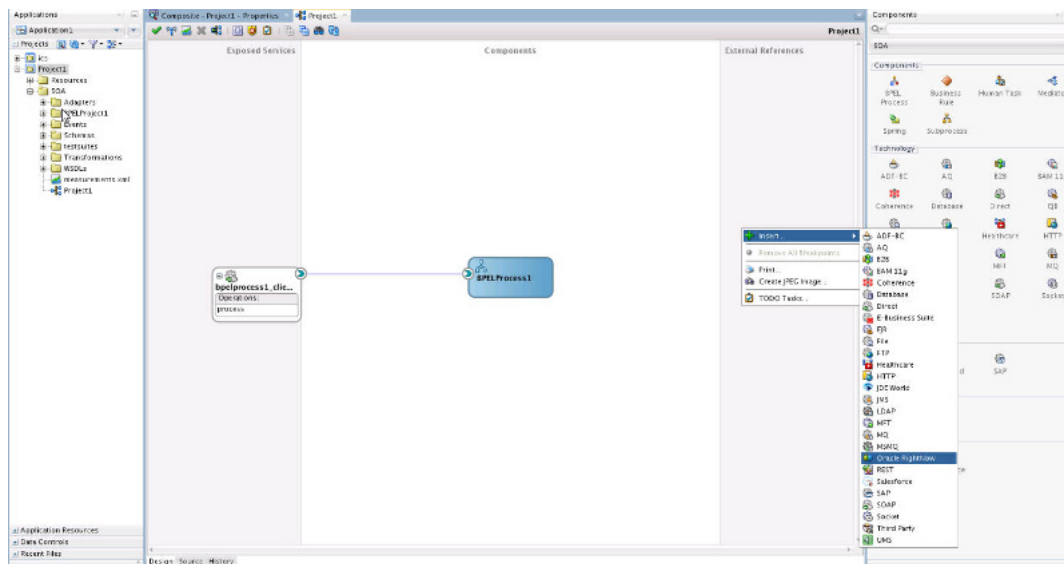 Applications
Application1
Projects
ics
Project1
Resources
SOA
Adapters
BPELProject1
Events
Schemas
testsuites
Transformations
WSDLs
measurements.xml
Project1
Application Resources
Data Controls
Recent Files
Composite - Project1 - Properties
Project1
Project1
Exposed Services
Components
External References
bpelprocess1_clie...
Operations:
process
BPELProcess1
Insert...
Remove All Breakpoints
Print...
Create JPEG Image...
TODO Tasks...
ADF-BC
AQ
B2B
BAM 11g
Coherence
Database
Direct
E-Business Suite
EJB
File
FTP
Healthcare
HTTP
JDE World
JMS
LDAP
MFT
MQ
MSMQ
Oracle RightNow
REST
Salesforce
SAP
SOAP
Socket
Third Party
UMS
Design Source History
Components
SOA
Components
BPEL Process
Business Rule
Human Task
Mediator
Spring
Subprocess
Technology
ADF-BC
AQ
B2B
BAM 11
Coherence
Database
Direct
EJB
Healthcare
HTTP
MFT
MQ
SOAP
Socket
SAP